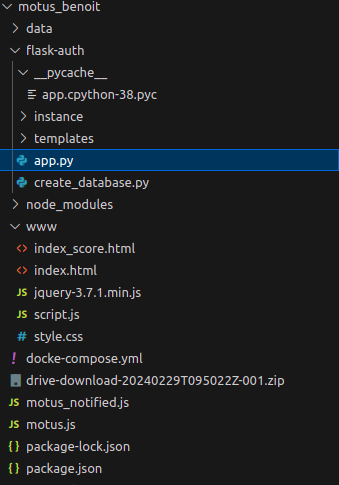 motus_benoit
data
flask-auth
__pycache__
app.cpython-38.pyc
instance
templates
app.py
create_database.py
node_modules
www
<> index_score.html
<> index.html
JS jquery-3.7.1.min.js
JS script.js
# style.css
! docke-compose.yml
drive-download-20240229T095022Z-001.zip
JS motus_notified.js
JS motus.js
{ } package-lock.json
{ } package.json